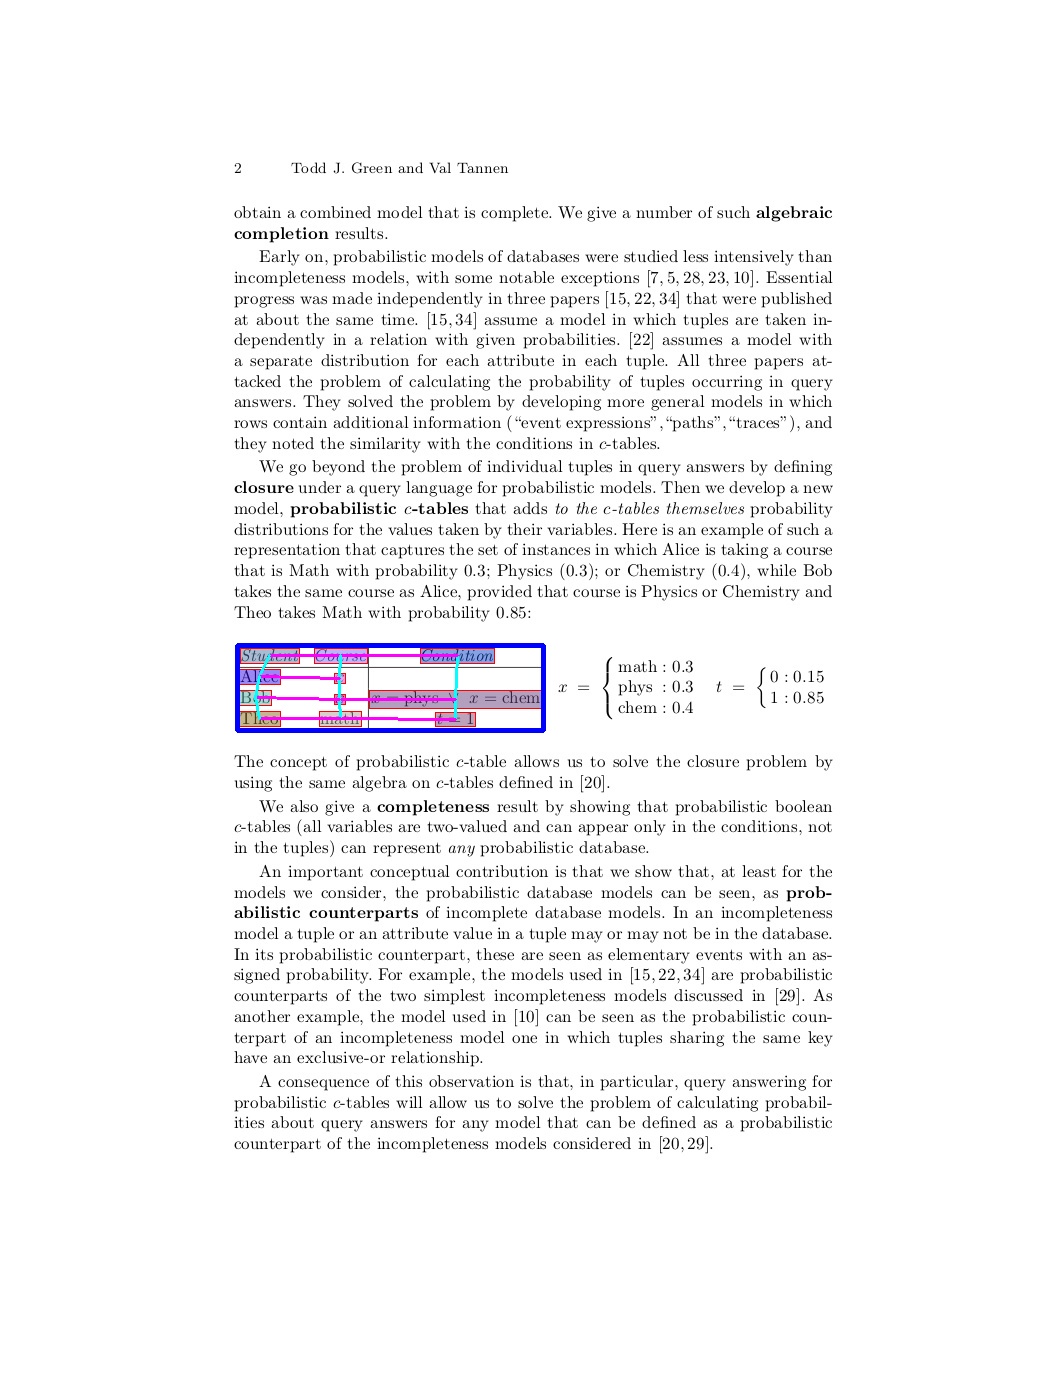 2 Todd J. Green and Val Tannen
obtain a combined model that is complete. We give a number of such algebraic
completion results.
Early on, probabilistic models of databases were studied less intensively than
incompleteness models, with some notable exceptions [7, 5, 28, 23, 10]. Essential
progress was made independently in three papers [15, 22, 34] that were published
at about the same time. [15, 34] assume a model in which tuples are taken in-
dependently in a relation with given probabilities. [22] assumes a model with
a separate distribution for each attribute in each tuple. All three papers at-
tacked the problem of calculating the probability of tuples occurring in query
answers. They solved the problem by developing more general models in which
rows contain additional information (“event expressions”, “paths”, “traces”), and
they noted the similarity with the conditions in c-tables.
We go beyond the problem of individual tuples in query answers by defining
closure under a query language for probabilistic models. Then we develop a new
model, probabilistic c-tables that adds to the c-tables themselves probability
distributions for the values taken by their variables. Here is an example of such a
representation that captures the set of instances in which Alice is taking a course
that is Math with probability 0.3; Physics (0.3); or Chemistry (0.4), while Bob
takes the same course as Alice, provided that course is Physics or Chemistry and
Theo takes Math with probability 0.85:
Student Course Condition
Alice x
Bob x x = phys ∨ x = chem
Theo math t = 1
x = { math : 0.3
phys : 0.3
chem : 0.4
t = { 0 : 0.15
1 : 0.85
The concept of probabilistic c-table allows us to solve the closure problem by
using the same algebra on c-tables defined in [20].
We also give a completeness result by showing that probabilistic boolean
c-tables (all variables are two-valued and can appear only in the conditions, not
in the tuples) can represent any probabilistic database.
An important conceptual contribution is that we show that, at least for the
models we consider, the probabilistic database models can be seen, as prob-
abilistic counterparts of incomplete database models. In an incompleteness
model a tuple or an attribute value in a tuple may or may not be in the database.
In its probabilistic counterpart, these are seen as elementary events with an as-
signed probability. For example, the models used in [15, 22, 34] are probabilistic
counterparts of the two simplest incompleteness models discussed in [29]. As
another example, the model used in [10] can be seen as the probabilistic coun-
terpart of an incompleteness model one in which tuples sharing the same key
have an exclusive-or relationship.
A consequence of this observation is that, in particular, query answering for
probabilistic c-tables will allow us to solve the problem of calculating probabil-
ities about query answers for any model that can be defined as a probabilistic
counterpart of the incompleteness models considered in [20, 29].